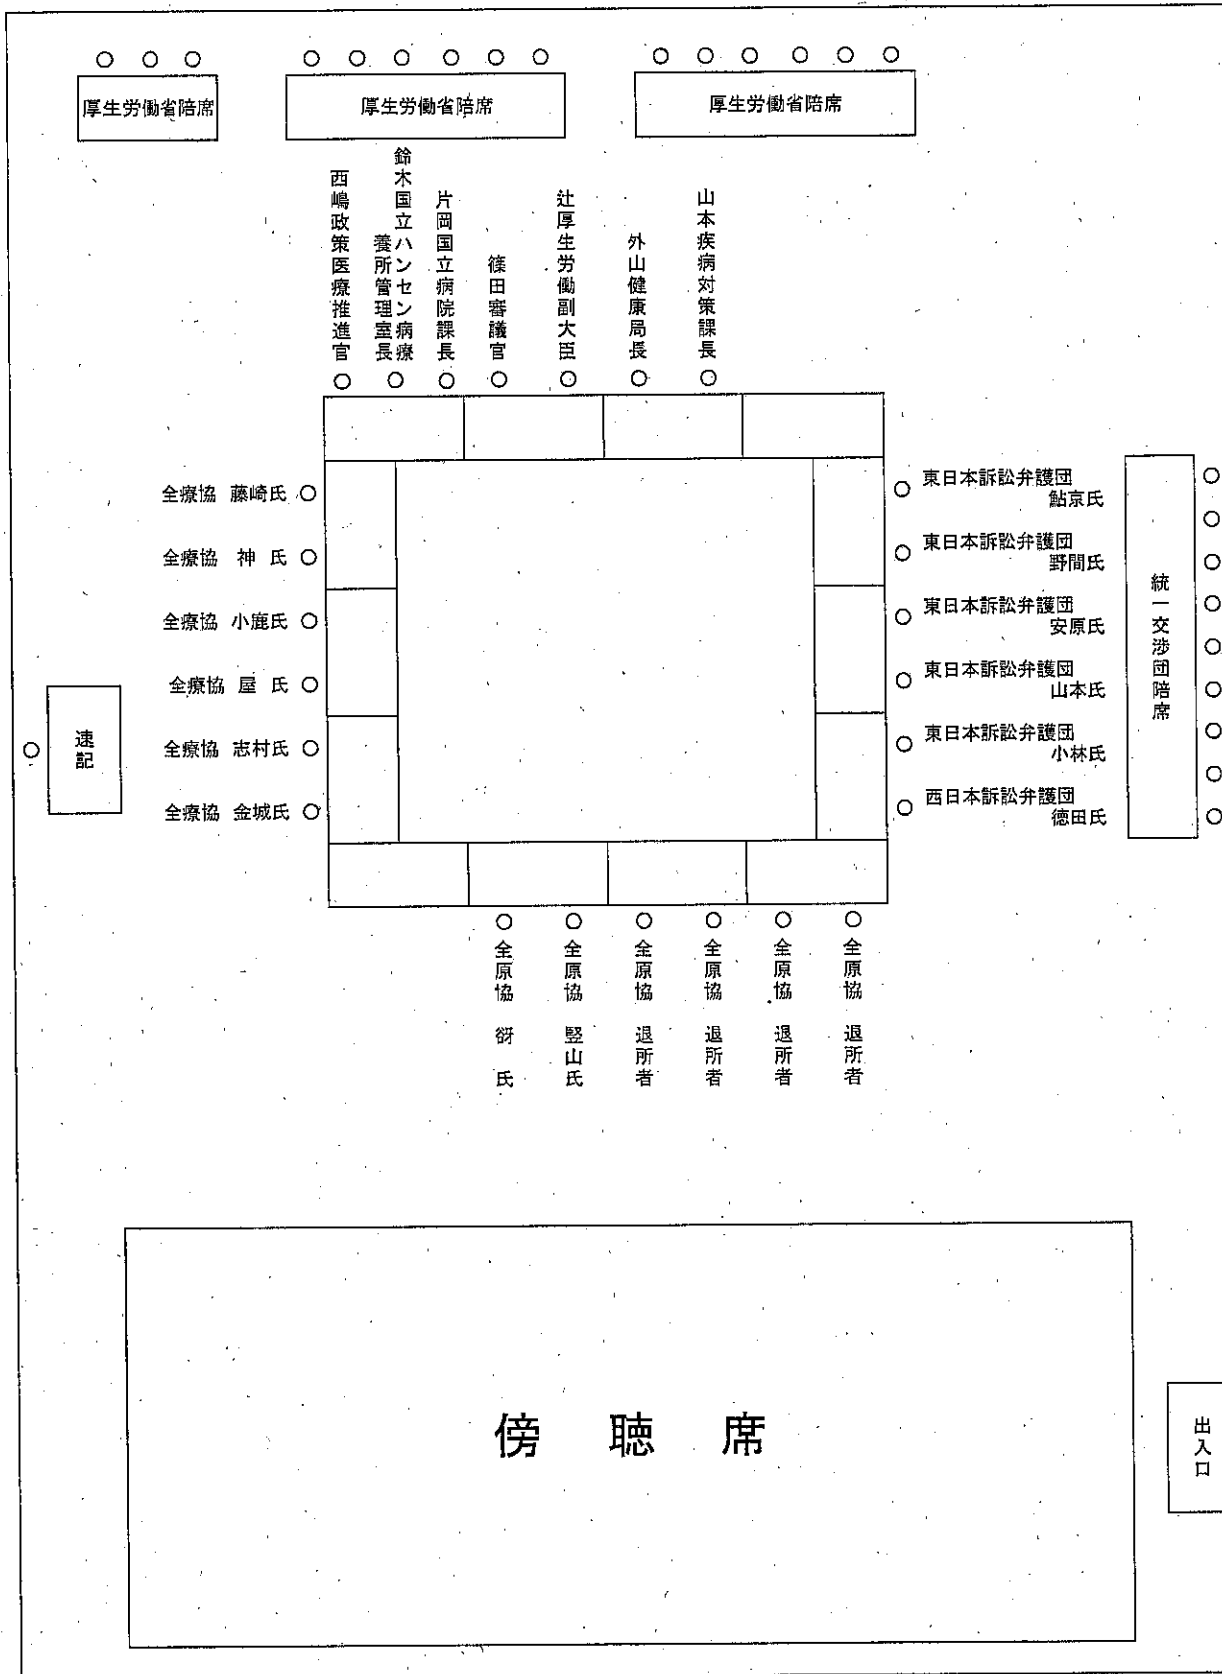 厚生労働省陪席
厚生労働省陪席
厚生労働省陪席
西嶋政策医療推進官
鈴木国立ハンセン病療
養所管理室長
片岡国立病院課長
篠田審議官
辻厚生労働副大臣
外山健康局長
山本疾病対策課長
全療協 藤崎氏
全療協 神 氏
全療協 小鹿氏
全療協 屋 氏
全療協 志村氏
全療協 金城氏
速記
東日本訴訟弁護団
鮎京氏
東日本訴訟弁護団
野間氏
東日本訴訟弁護団
安原氏
東日本訴訟弁護団
山本氏
東日本訴訟弁護団
小林氏
西日本訴訟弁護団
徳田氏
統一交渉団陪席
全原協 谺 氏
全原協 竪山氏
全原協 退所者
全原協 退所者
全原協 退所者
全原協 退所者
傍聴席
出入口